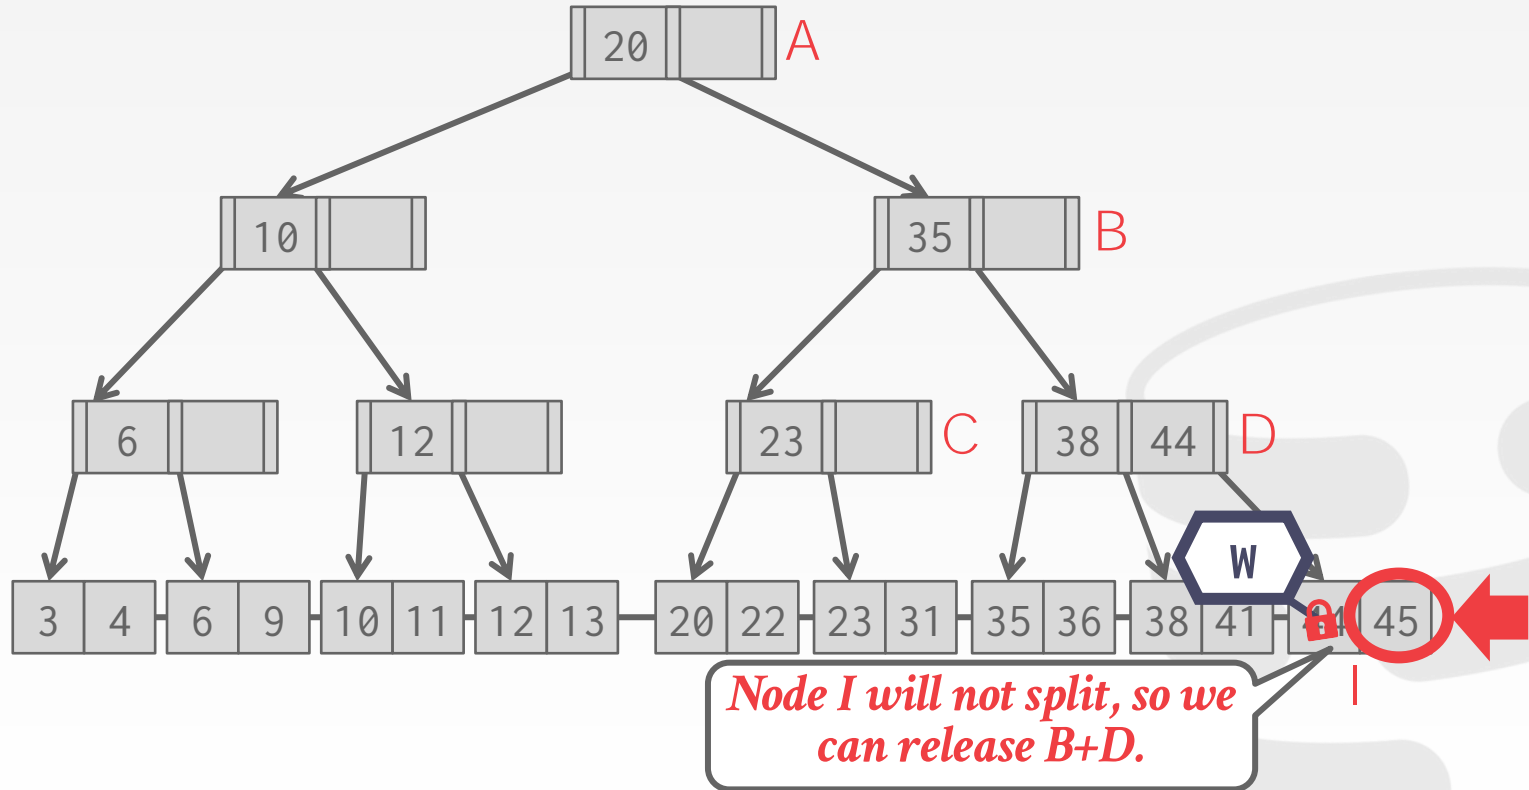 20 A
10 35 B
6 12 23 C 38 44 D
W
3 4 6 9 10 11 12 13 20 22 23 31 35 36 38 41 44 45
I
Node I will not split, so we
can release B+D.